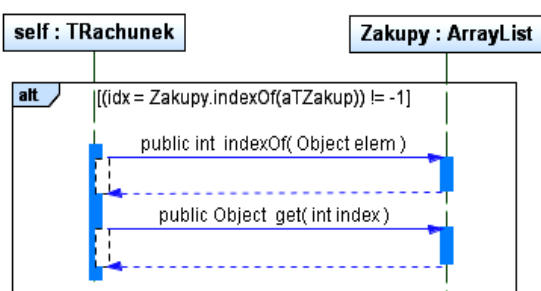 self : TRachunek
Zakupy : ArrayList
alt
[(idx = Zakupy.indexOf(aTZakup)) != -1]
public int indexOf( Object elem )
public Object get( int index )